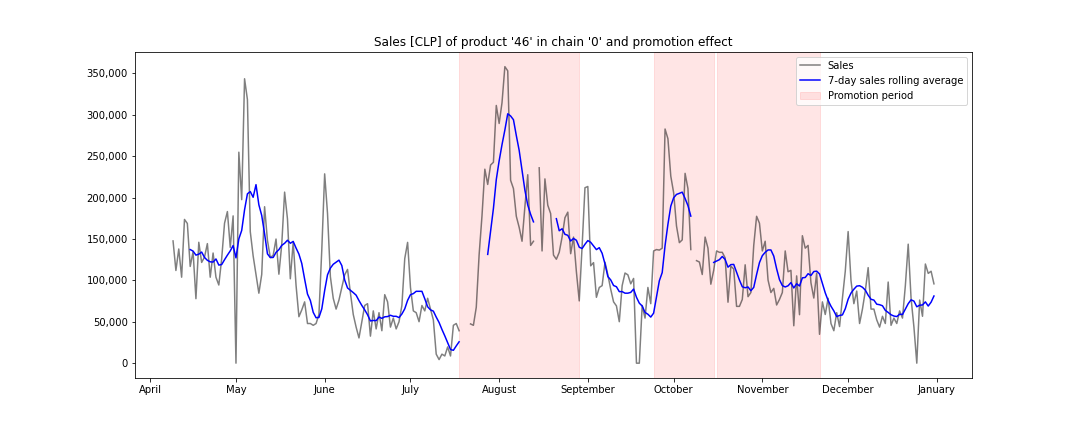 Sales [CLP] of product '46' in chain '0' and promotion effect
Sales
7-day sales rolling average
Promotion period
350,000
300,000
250,000
200,000
150,000
100,000
50,000
0
April May June July August September October November December January